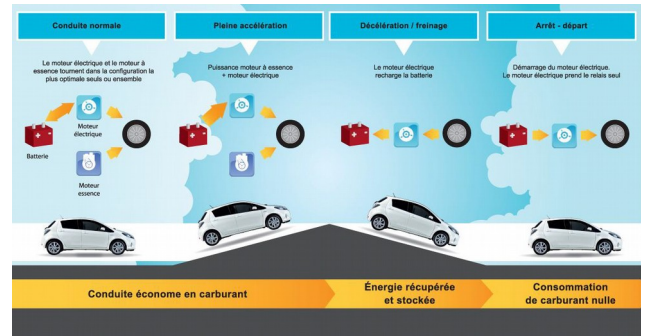 Conduite normale
Le moteur électrique et le moteur à
essence tournent dans la configuration la
plus optimale seuls ou ensemble
Moteur
électrique
Batterie
Moteur
essence
Pleine accélération
Puissance moteur à essence
+ moteur électrique
Décélération / freinage
Le moteur électrique
recharge la batterie
Arrêt - départ
Démarrage du moteur électrique.
Le moteur électrique prend le relais seul
Conduite économe en carburant
Énergie récupérée
et stockée
Consommation
de carburant nulle